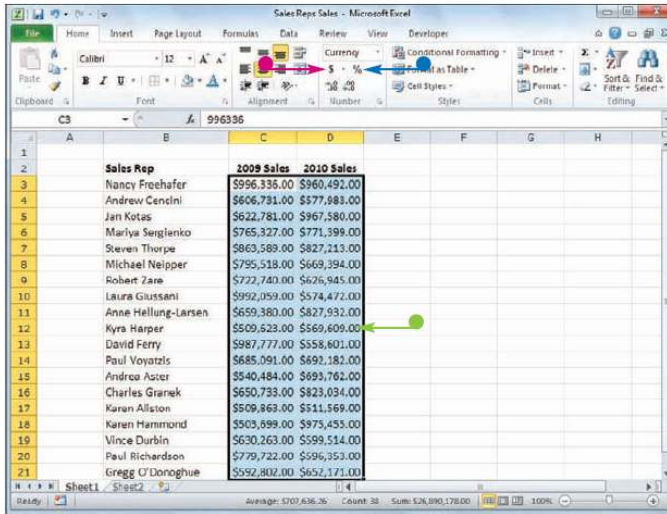 Sales Reps Sales - Microsoft Excel
File Home Insert Page Layout Formulas Data Review View Developer
Calibri 12 A A Currency Conditional Formatting Insert Σ
Paste B I U A $ % Format as Table Delete Sort & Find &
Cell Styles Format Filter Select
Clipboard Font Alignment Number Styles Cells Editing
C3 fx 996336
A B C D E F G H
1
2 Sales Rep 2009 Sales 2010 Sales
3 Nancy Freehafer $996,336.00 $960,492.00
4 Andrew Cencini $606,731.00 $577,983.00
5 Jan Kotas $622,781.00 $967,580.00
6 Mariya Sergienko $765,327.00 $771,399.00
7 Steven Thorpe $863,589.00 $827,213.00
8 Michael Neipper $795,518.00 $669,394.00
9 Robert Zare $722,740.00 $626,945.00
10 Laura Giussani $992,059.00 $574,472.00
11 Anne Hellung-Larsen $659,380.00 $827,932.00
12 Kyra Harper $509,623.00 $569,609.00
13 David Ferry $987,777.00 $558,601.00
14 Paul Voyatzis $685,091.00 $692,182.00
15 Andrea Aster $540,484.00 $693,762.00
16 Charles Granek $650,733.00 $823,034.00
17 Karen Aliston $509,863.00 $511,569.00
18 Karen Hammond $503,699.00 $975,455.00
19 Vince Durbin $630,263.00 $599,514.00
20 Paul Richardson $779,722.00 $596,353.00
21 Gregg O'Donoghue $592,802.00 $652,171.00
Sheet1 Sheet2
Ready Average: $707,636.26 Count: 38 Sum: $26,890,178.00 100%